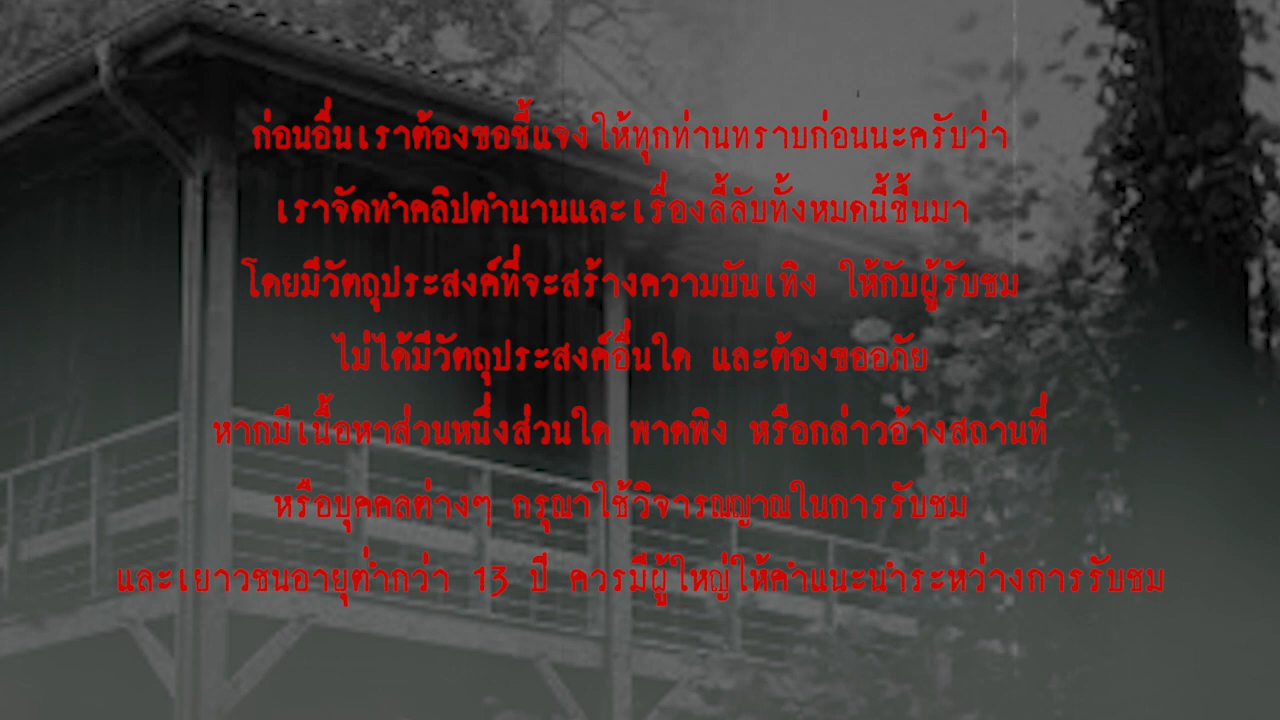 ก่อนอื่นเราต้องขอชี้แจงให้ทุกท่านทราบก่อนนะครับว่า
เราจัดทำคลิปตำนานและเรื่องลี้ลับทั้งหมดนี้ขึ้นมา
โดยมีวัตถุประสงค์ที่จะสร้างความบันเทิง ให้กับผู้รับชม
ไม่ได้มีวัตถุประสงค์อื่นใด และต้องขออภัย
หากมีเนื้อหาส่วนหนึ่งส่วนใด พาดพิง หรือกล่าวอ้างสถานที่
หรือบุคคลต่างๆ กรุณาใช้วิจารณญาณในการรับชม
และเยาวชนอายุต่ำกว่า 13 ปี ควรมีผู้ใหญ่ให้คำแนะนำระหว่างการรับชม